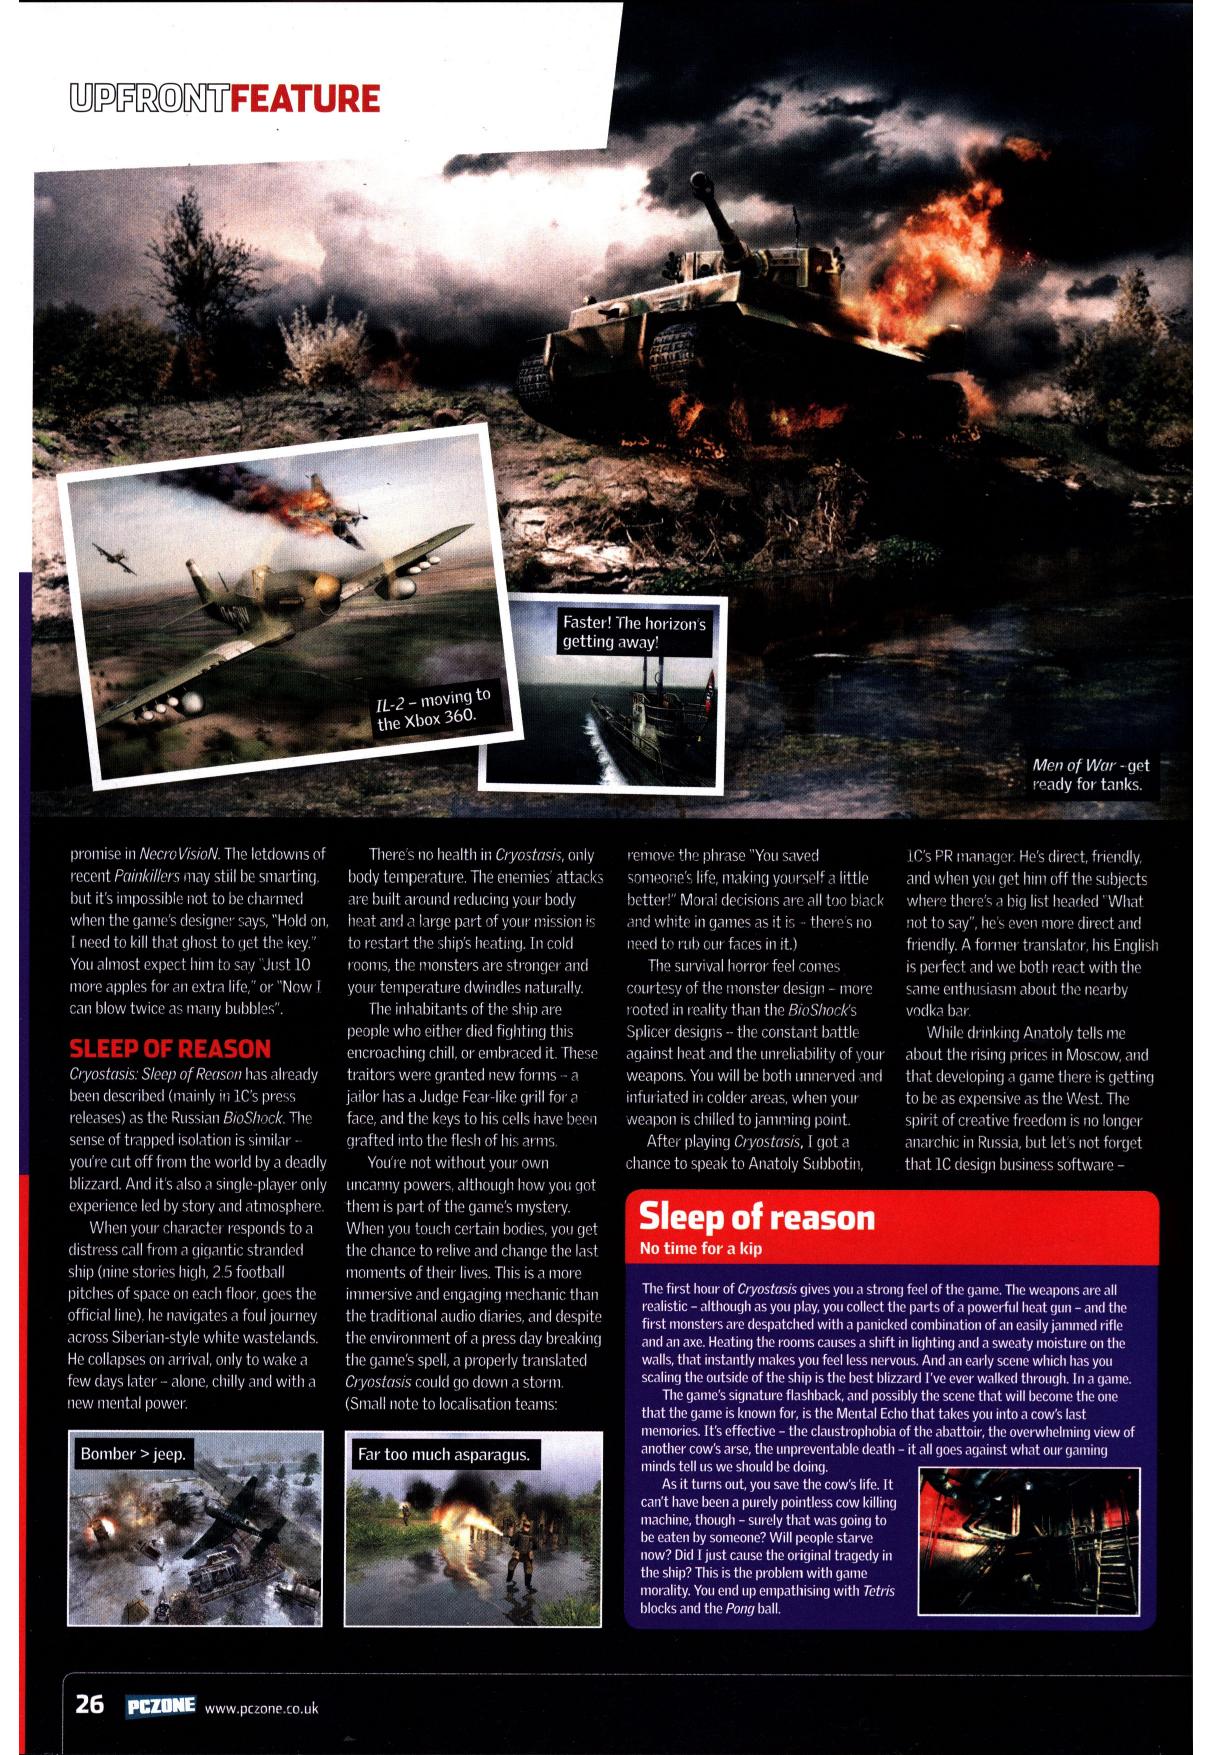 UPFRONTFEATURE
IL-2 – moving to
the Xbox 360.
Faster! The horizon's
getting away!
Men of War - get
ready for tanks.
promise in NecroVisioN. The letdowns of
recent Painkillers may still be smarting,
but it's impossible not to be charmed
when the game's designer says, "Hold on,
I need to kill that ghost to get the key."
You almost expect him to say "Just 10
more apples for an extra life," or "Now I
can blow twice as many bubbles".
SLEEP OF REASON
Cryostasis: Sleep of Reason has already
been described (mainly in 1C's press
releases) as the Russian BioShock. The
sense of trapped isolation is similar –
you're cut off from the world by a deadly
blizzard. And it's also a single-player only
experience led by story and atmosphere.
When your character responds to a
distress call from a gigantic stranded
ship (nine stories high, 2.5 football
pitches of space on each floor, goes the
official line), he navigates a foul journey
across Siberian-style white wastelands.
He collapses on arrival, only to wake a
few days later – alone, chilly and with a
new mental power.
There's no health in Cryostasis, only
body temperature. The enemies' attacks
are built around reducing your body
heat and a large part of your mission is
to restart the ship's heating. In cold
rooms, the monsters are stronger and
your temperature dwindles naturally.
The inhabitants of the ship are
people who either died fighting this
encroaching chill, or embraced it. These
traitors were granted new forms – a
jailor has a Judge Fear-like grill for a
face, and the keys to his cells have been
grafted into the flesh of his arms.
You're not without your own
uncanny powers, although how you got
them is part of the game's mystery.
When you touch certain bodies, you get
the chance to relive and change the last
moments of their lives. This is a more
immersive and engaging mechanic than
the traditional audio diaries, and despite
the environment of a press day breaking
the game's spell, a properly translated
Cryostasis could go down a storm.
(Small note to localisation teams:
remove the phrase "You saved
someone's life, making yourself a little
better!" Moral decisions are all too black
and white in games as it is – there's no
need to rub our faces in it.)
The survival horror feel comes
courtesy of the monster design – more
rooted in reality than the BioShock's
Splicer designs – the constant battle
against heat and the unreliability of your
weapons. You will be both unnerved and
infuriated in colder areas, when your
weapon is chilled to jamming point.
After playing Cryostasis, I got a
chance to speak to Anatoly Subbotin,
1C's PR manager. He's direct, friendly,
and when you get him off the subjects
where there's a big list headed "What
not to say", he's even more direct and
friendly. A former translator, his English
is perfect and we both react with the
same enthusiasm about the nearby
vodka bar.
While drinking Anatoly tells me
about the rising prices in Moscow, and
that developing a game there is getting
to be as expensive as the West. The
spirit of creative freedom is no longer
anarchic in Russia, but let's not forget
that 1C design business software –
Bomber > jeep.
Far too much asparagus.
Sleep of reason
No time for a kip
The first hour of Cryostasis gives you a strong feel of the game. The weapons are all
realistic – although as you play, you collect the parts of a powerful heat gun – and the
first monsters are despatched with a panicked combination of an easily jammed rifle
and an axe. Heating the rooms causes a shift in lighting and a sweaty moisture on the
walls, that instantly makes you feel less nervous. And an early scene which has you
scaling the outside of the ship is the best blizzard I've ever walked through. In a game.
The game's signature flashback, and possibly the scene that will become the one
that the game is known for, is the Mental Echo that takes you into a cow's last
memories. It's effective – the claustrophobia of the abattoir, the overwhelming view of
another cow's arse, the unpreventable death – it all goes against what our gaming
minds tell us we should be doing.
As it turns out, you save the cow's life. It
can't have been a purely pointless cow killing
machine, though – surely that was going to
be eaten by someone? Will people starve
now? Did I just cause the original tragedy in
the ship? This is the problem with game
morality. You end up empathising with Tetris
blocks and the Pong ball.
26 PCZONE www.pczone.co.uk